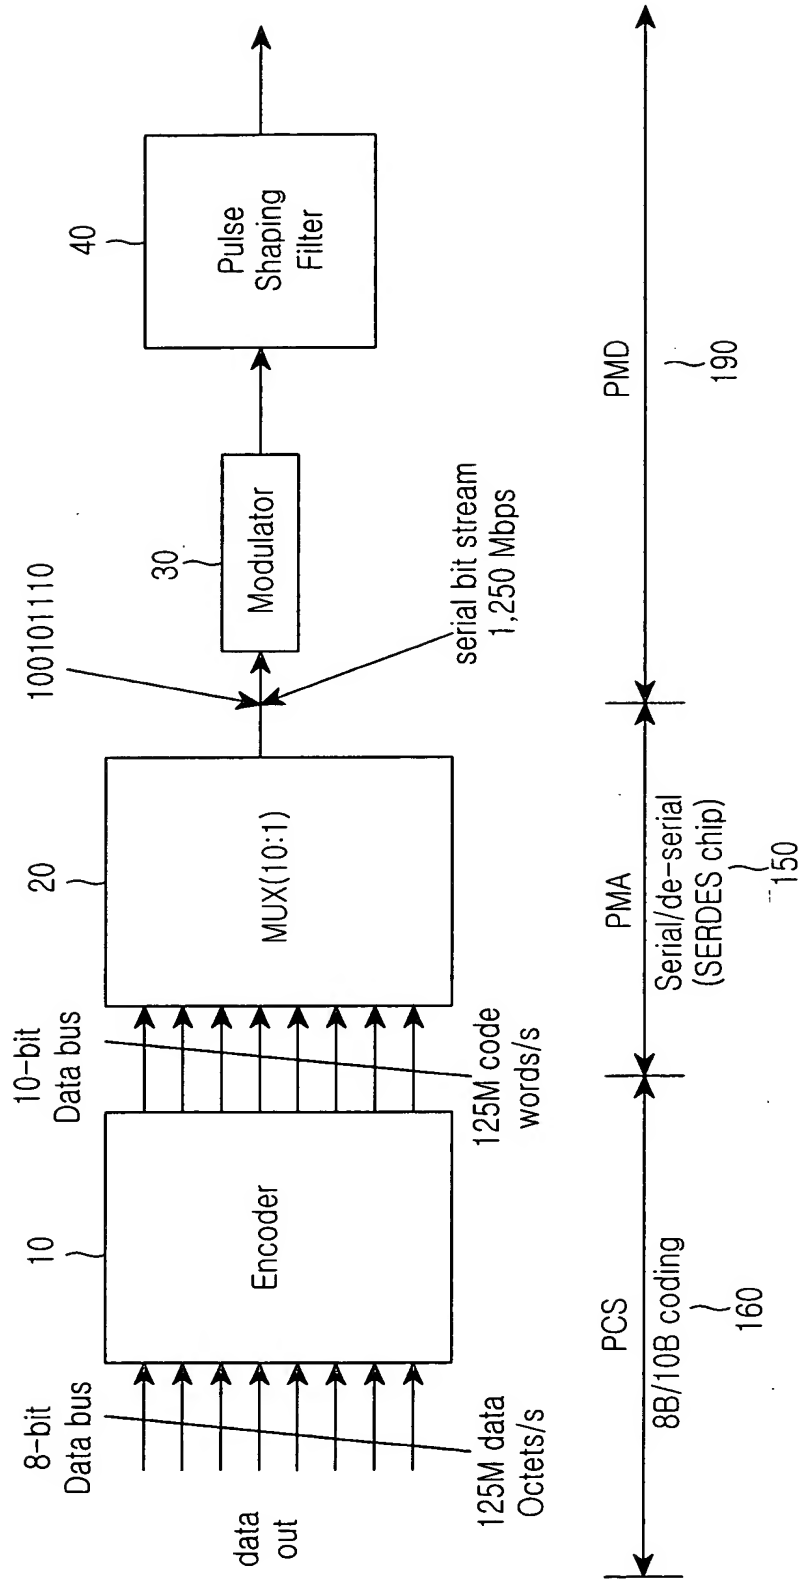 data
out
8-bit
Data bus
125M data
Octets/s
10
Encoder
10-bit
Data bus
125M code
words/s
20
MUX(10:1)
100101110
serial bit stream
1,250 Mbps
30
Modulator
40
Pulse
Shaping
Filter
PCS
8B/10B coding
160
PMA
Serial/de-serial
(SERDES chip)
150
PMD
190